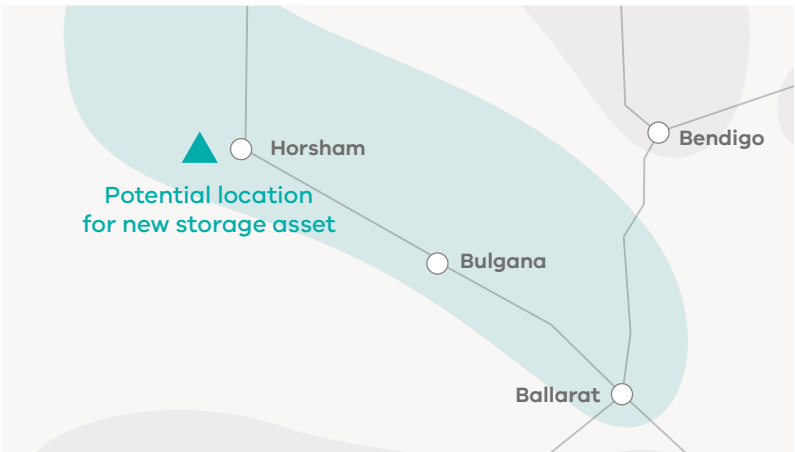 Horsham
Bendigo
Potential location
for new storage asset
Bulgana
Ballarat